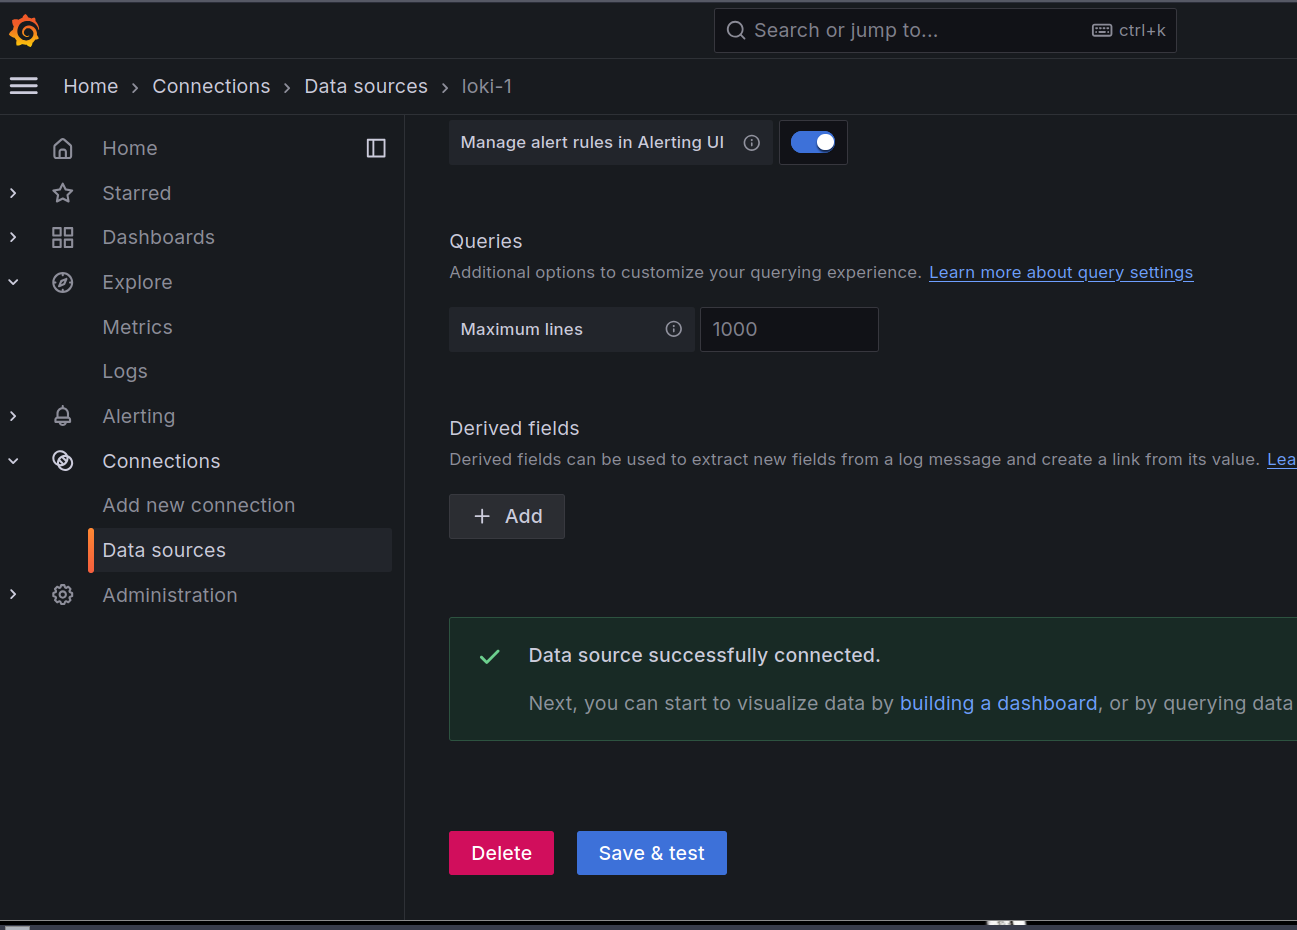 Search or jump to...
ctrl+k
Home › Connections › Data sources › loki-1
Home
Starred
Dashboards
Explore
Metrics
Logs
Alerting
Connections
Add new connection
Data sources
Administration
Manage alert rules in Alerting UI
Queries
Additional options to customize your querying experience. Learn more about query settings
Maximum lines
1000
Derived fields
Derived fields can be used to extract new fields from a log message and create a link from its value. Lea
Add
Data source successfully connected.
Next, you can start to visualize data by building a dashboard, or by querying data
Delete
Save & test